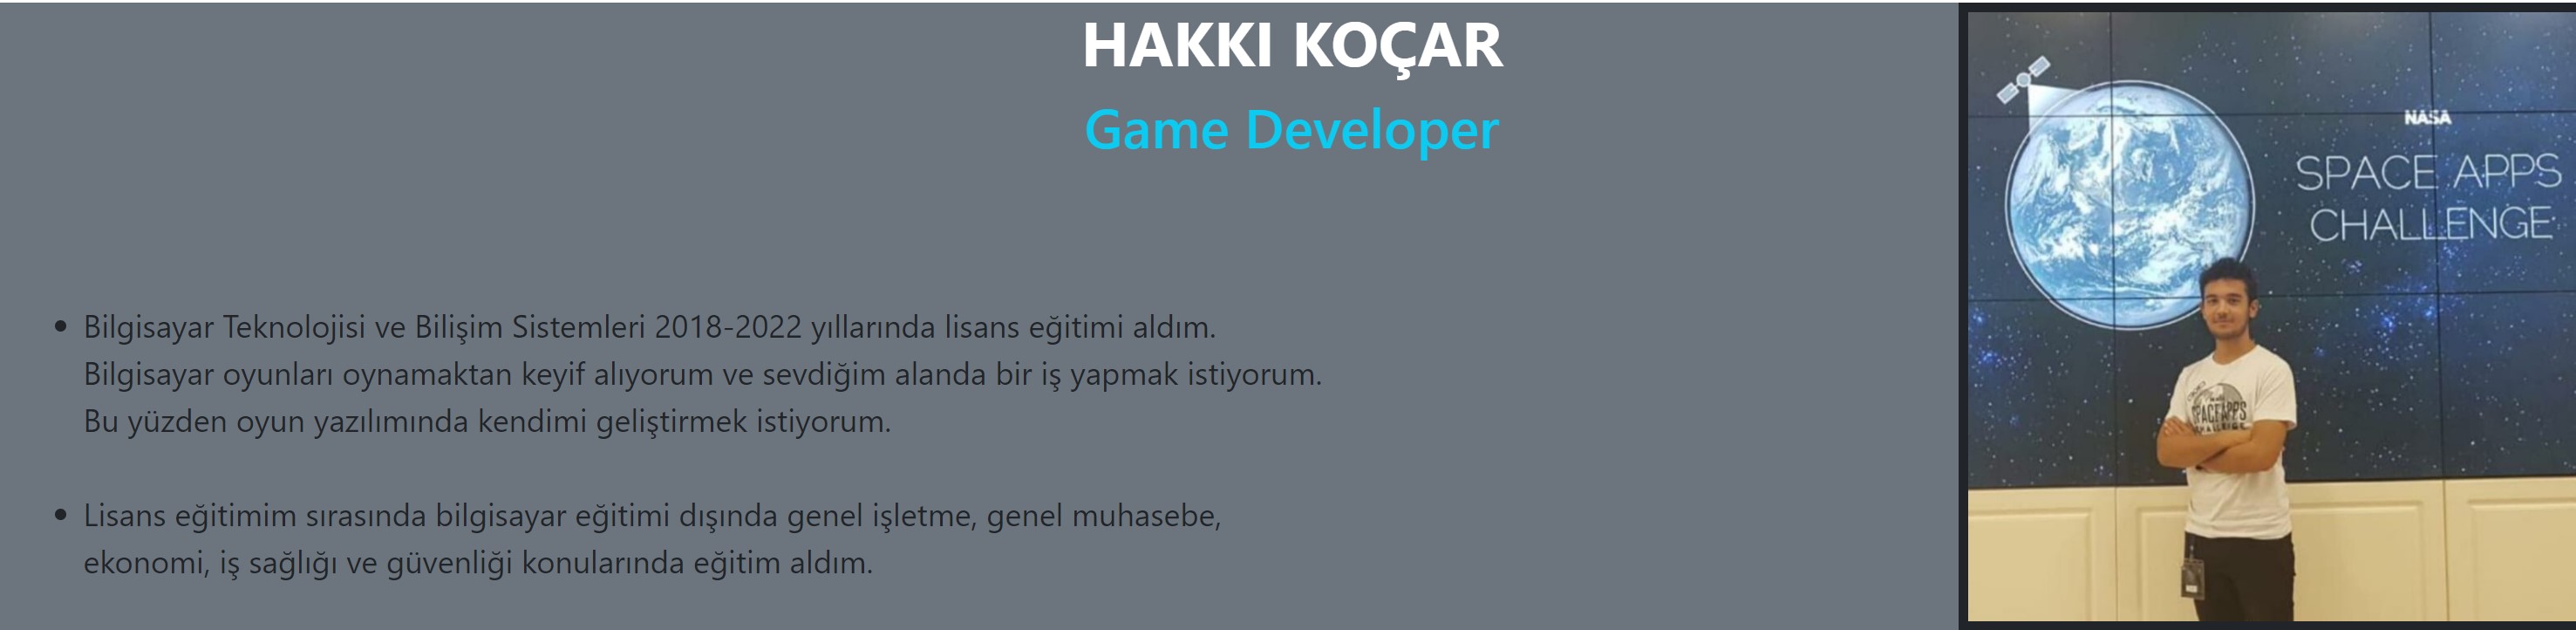 HAKKI KOÇAR
Game Developer
Bilgisayar Teknolojisi ve Bilişim Sistemleri 2018-2022 yıllarında lisans eğitimi aldım.
Bilgisayar oyunları oynamaktan keyif alıyorum ve sevdiğim alanda bir iş yapmak istiyorum.
Bu yüzden oyun yazılımında kendimi geliştirmek istiyorum.
Lisans eğitimim sırasında bilgisayar eğitimi dışında genel işletme, genel muhasebe,
ekonomi, iş sağlığı ve güvenliği konularında eğitim aldım.
NASA
SPACE APPS
CHALLENGE
SPACEAPPS
CHALLENGE